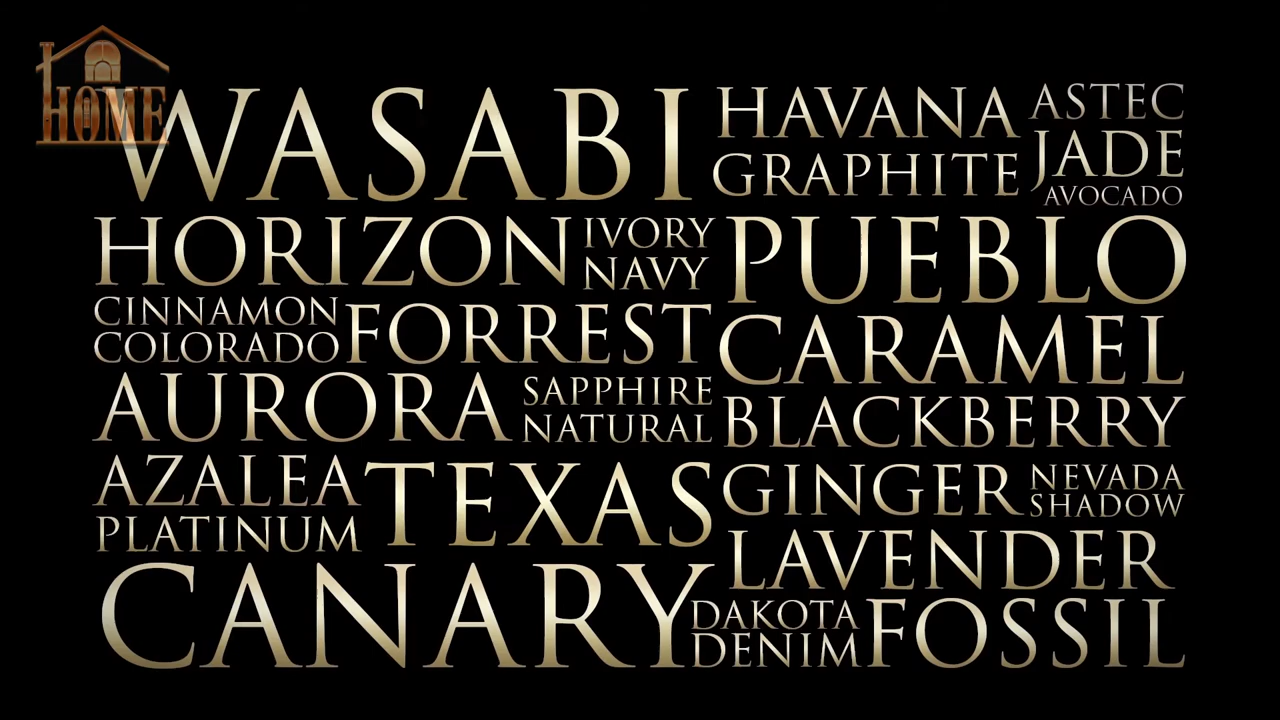 HOME
WASABI
HAVANA
GRAPHITE
ASTEC
JADE
AVOCADO
HORIZON
IVORY
NAVY
PUEBLO
CINNAMON
COLORADO
FORREST
CARAMEL
AURORA
SAPPHIRE
NATURAL
BLACKBERRY
AZALEA
PLATINUM
TEXAS
GINGER
NEVADA
SHADOW
LAVENDER
CANARY
DAKOTA
DENIM
FOSSIL